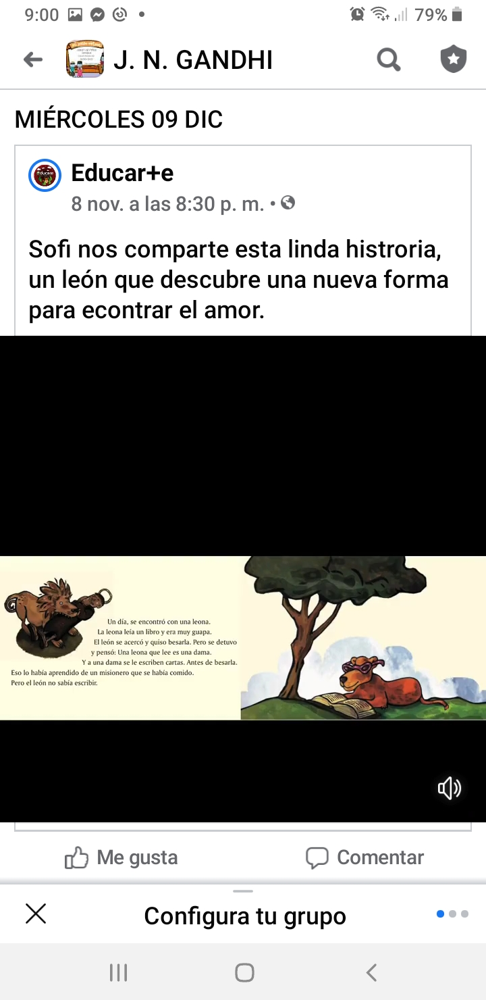 9:00
79%
J. N. GANDHI
MIÉRCOLES 09 DIC
Educar+e
8 nov. a las 8:30 p. m. •
Sofi nos comparte esta linda histroria,
un león que descubre una nueva forma
para econtrar el amor.
Un día, se encontró con una leona.
La leona leía un libro y era muy guapa.
El león se acercó y quiso besarla. Pero se detuvo
y pensó: Una leona que lee es una dama.
Y a una dama se le escriben cartas. Antes de besarla.
Eso lo había aprendido de un misionero que se había comido.
Pero el león no sabía escribir.
Me gusta
Comentar
Configura tu grupo